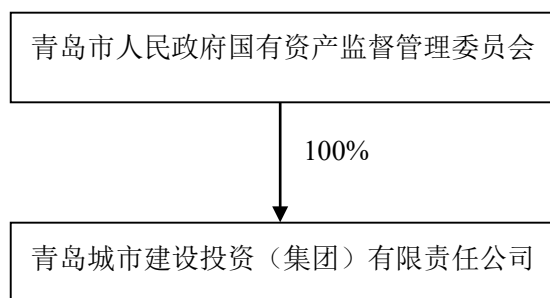 青岛市人民政府国有资产监督管理委员会
100%
青岛城市建设投资（集团）有限责任公司